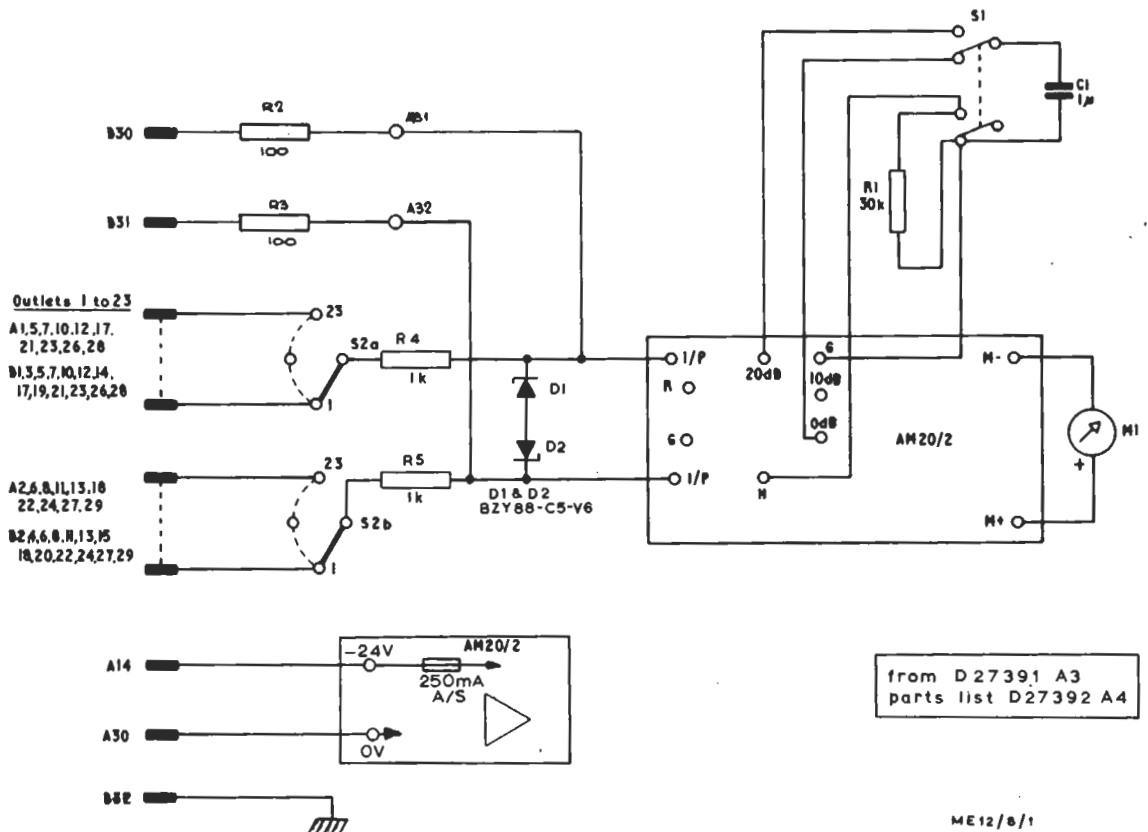 S1
C1
1µ
R2
B30
100
R1
30k
R3
A32
B31
100
Outlets 1 to 23
A1,5,7,10,12,17,
21,23,26,28
B1,3,5,7,10,12,14,
17,19,21,23,26,28
23
S2a
R4
1k
1
D1
D2
I/P
R
G
I/P
20dB
G
10dB
0dB
N
AM20/2
M-
M+
M1
+
A2,6,8,11,13,18
22,24,27,29
B2,4,6,8,11,13,15
18,20,22,24,27,29
23
S2b
R5
1k
1
D1 & D2
BZY88-C5-V6
A14
-24V
AM20/2
250mA
A/S
A30
0V
B32
from D27391 A3
parts list D27392 A4
ME12/8/1